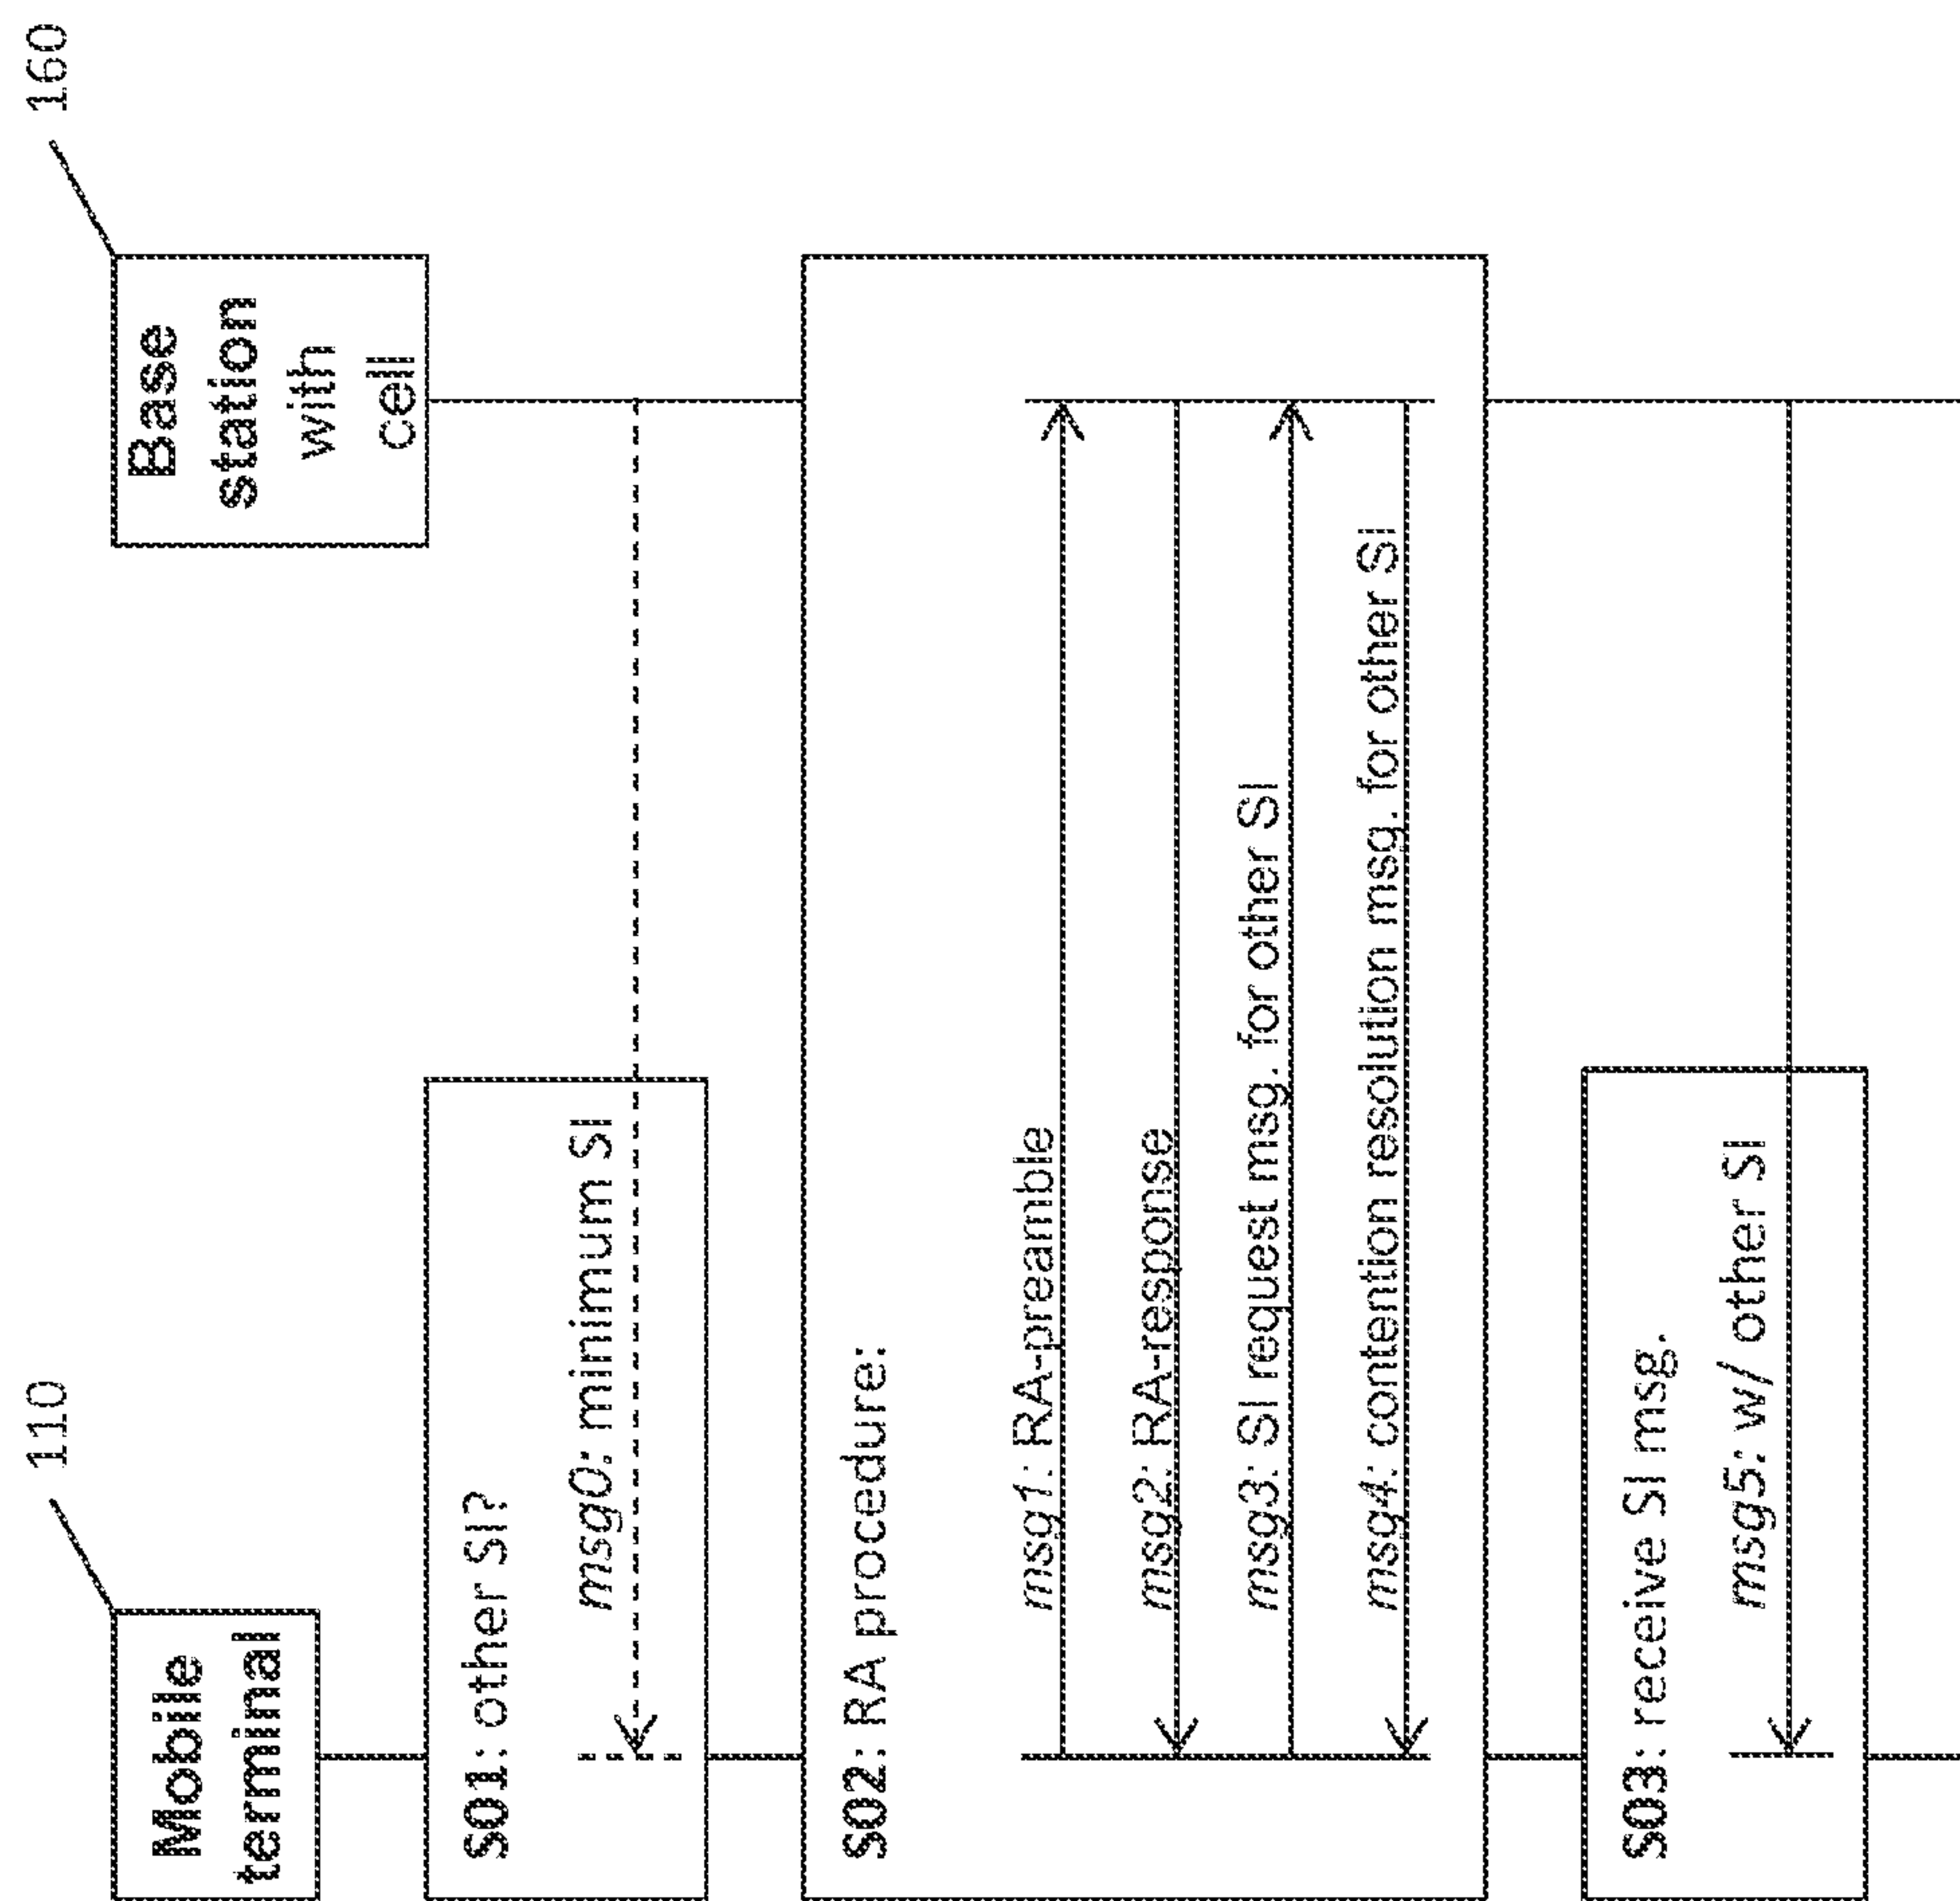 110
160
Mobile
terminal
Base
station
with
cell
S01: other SI?
msg0: minimum SI
S02: RA procedure:
msg1: RA-preamble
msg2: RA-response
msg3: SI request msg. for other SI
msg4: contention resolution msg. for other SI
S03: receive SI msg.
msg5: w/ other SI